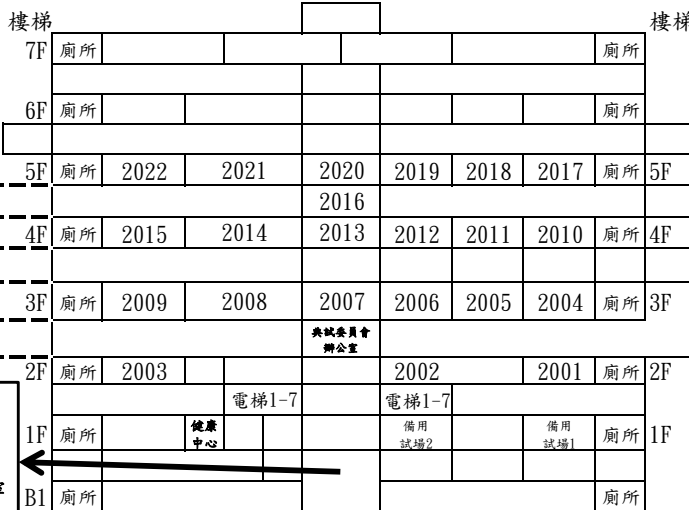 樓梯 樓梯
7F 廁所 廁所
6F 廁所 廁所
5F 廁所 2022 2021 2020 2019 2018 2017 廁所 5F
2016
4F 廁所 2015 2014 2013 2012 2011 2010 廁所 4F
3F 廁所 2009 2008 2007 2006 2005 2004 廁所 3F
典試委員會
辦公室
2F 廁所 2003 2002 2001 廁所 2F
電梯1-7 電梯1-7
1F 廁所 健康 備用 備用 廁所 1F
中心 試場2 試場1
B1 廁所 廁所